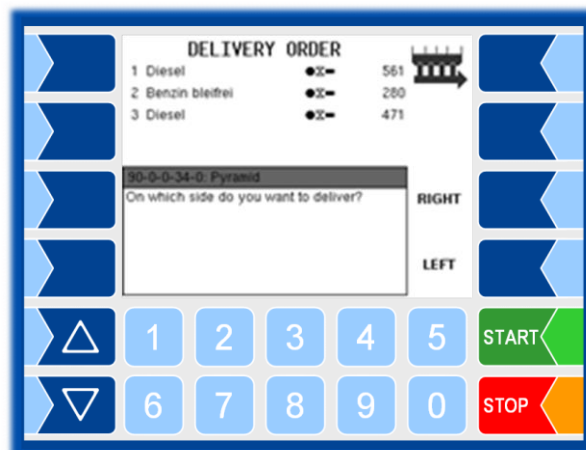 DELIVERY ORDER
1 Diesel 561
2 Benzin bleifrei 280
3 Diesel 471
90-0-0-34-0: Pyramid
On which side do you want to deliver?
RIGHT
LEFT
1 2 3 4 5 START
6 7 8 9 0 STOP